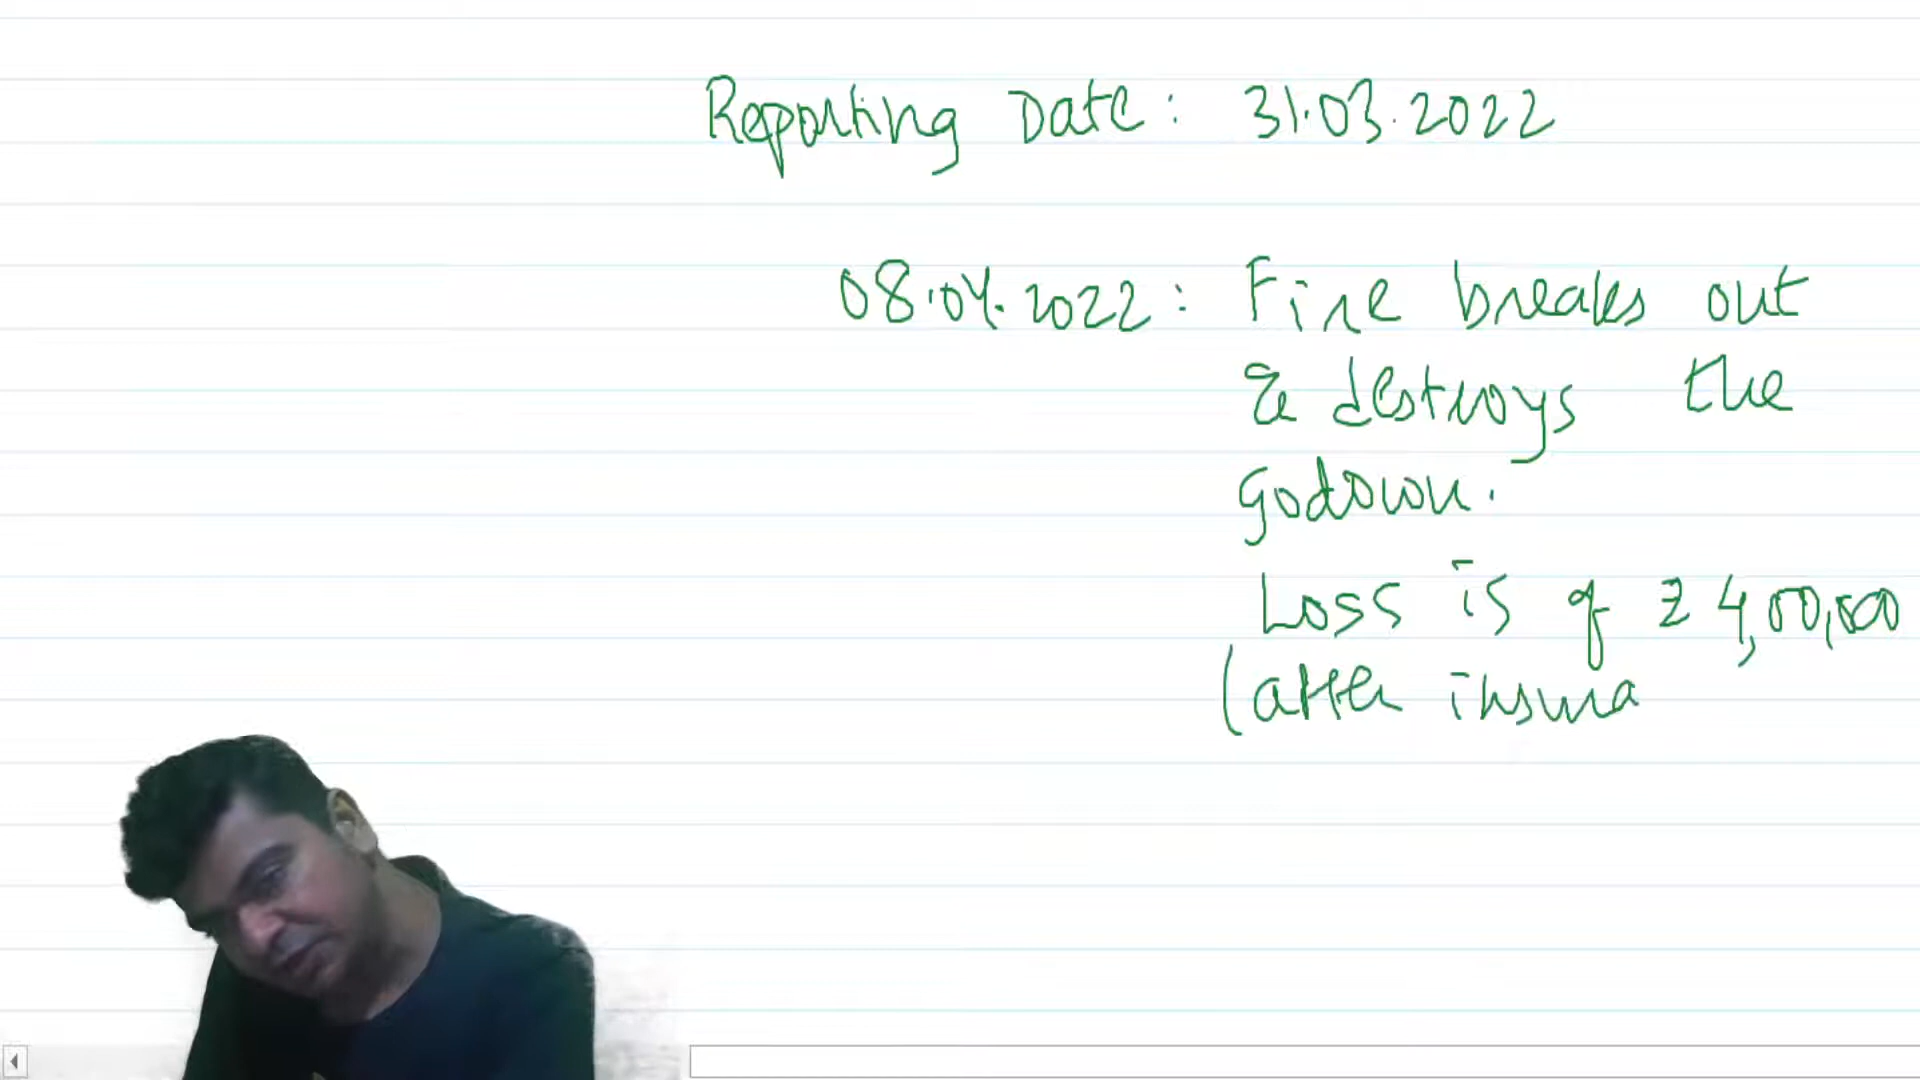 Reporting Date: 31.03.2022
08.04.2022: Fire breaks out
& destroys the
godown.
Loss is of ₹ 4,00,000
(after insura